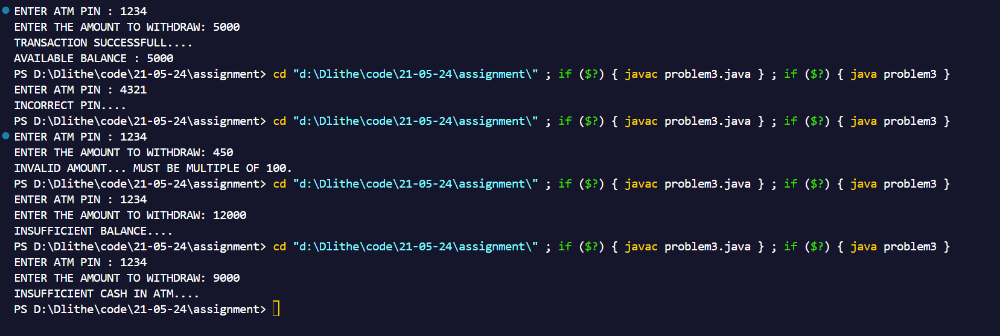 ENTER ATM PIN : 1234
ENTER THE AMOUNT TO WITHDRAW: 5000
TRANSACTION SUCCESSFULL....
AVAILABLE BALANCE : 5000
PS D:\Dlithe\code\21-05-24\assignment> cd "d:\Dlithe\code\21-05-24\assignment\" ; if ($?) { javac problem3.java } ; if ($?) { java problem3 }
ENTER ATM PIN : 4321
INCORRECT PIN....
PS D:\Dlithe\code\21-05-24\assignment> cd "d:\Dlithe\code\21-05-24\assignment\" ; if ($?) { javac problem3.java } ; if ($?) { java problem3 }
ENTER ATM PIN : 1234
ENTER THE AMOUNT TO WITHDRAW: 450
INVALID AMOUNT... MUST BE MULTIPLE OF 100.
PS D:\Dlithe\code\21-05-24\assignment> cd "d:\Dlithe\code\21-05-24\assignment\" ; if ($?) { javac problem3.java } ; if ($?) { java problem3 }
ENTER ATM PIN : 1234
ENTER THE AMOUNT TO WITHDRAW: 12000
INSUFFICIENT BALANCE....
PS D:\Dlithe\code\21-05-24\assignment> cd "d:\Dlithe\code\21-05-24\assignment\" ; if ($?) { javac problem3.java } ; if ($?) { java problem3 }
ENTER ATM PIN : 1234
ENTER THE AMOUNT TO WITHDRAW: 9000
INSUFFICIENT CASH IN ATM....
PS D:\Dlithe\code\21-05-24\assignment>